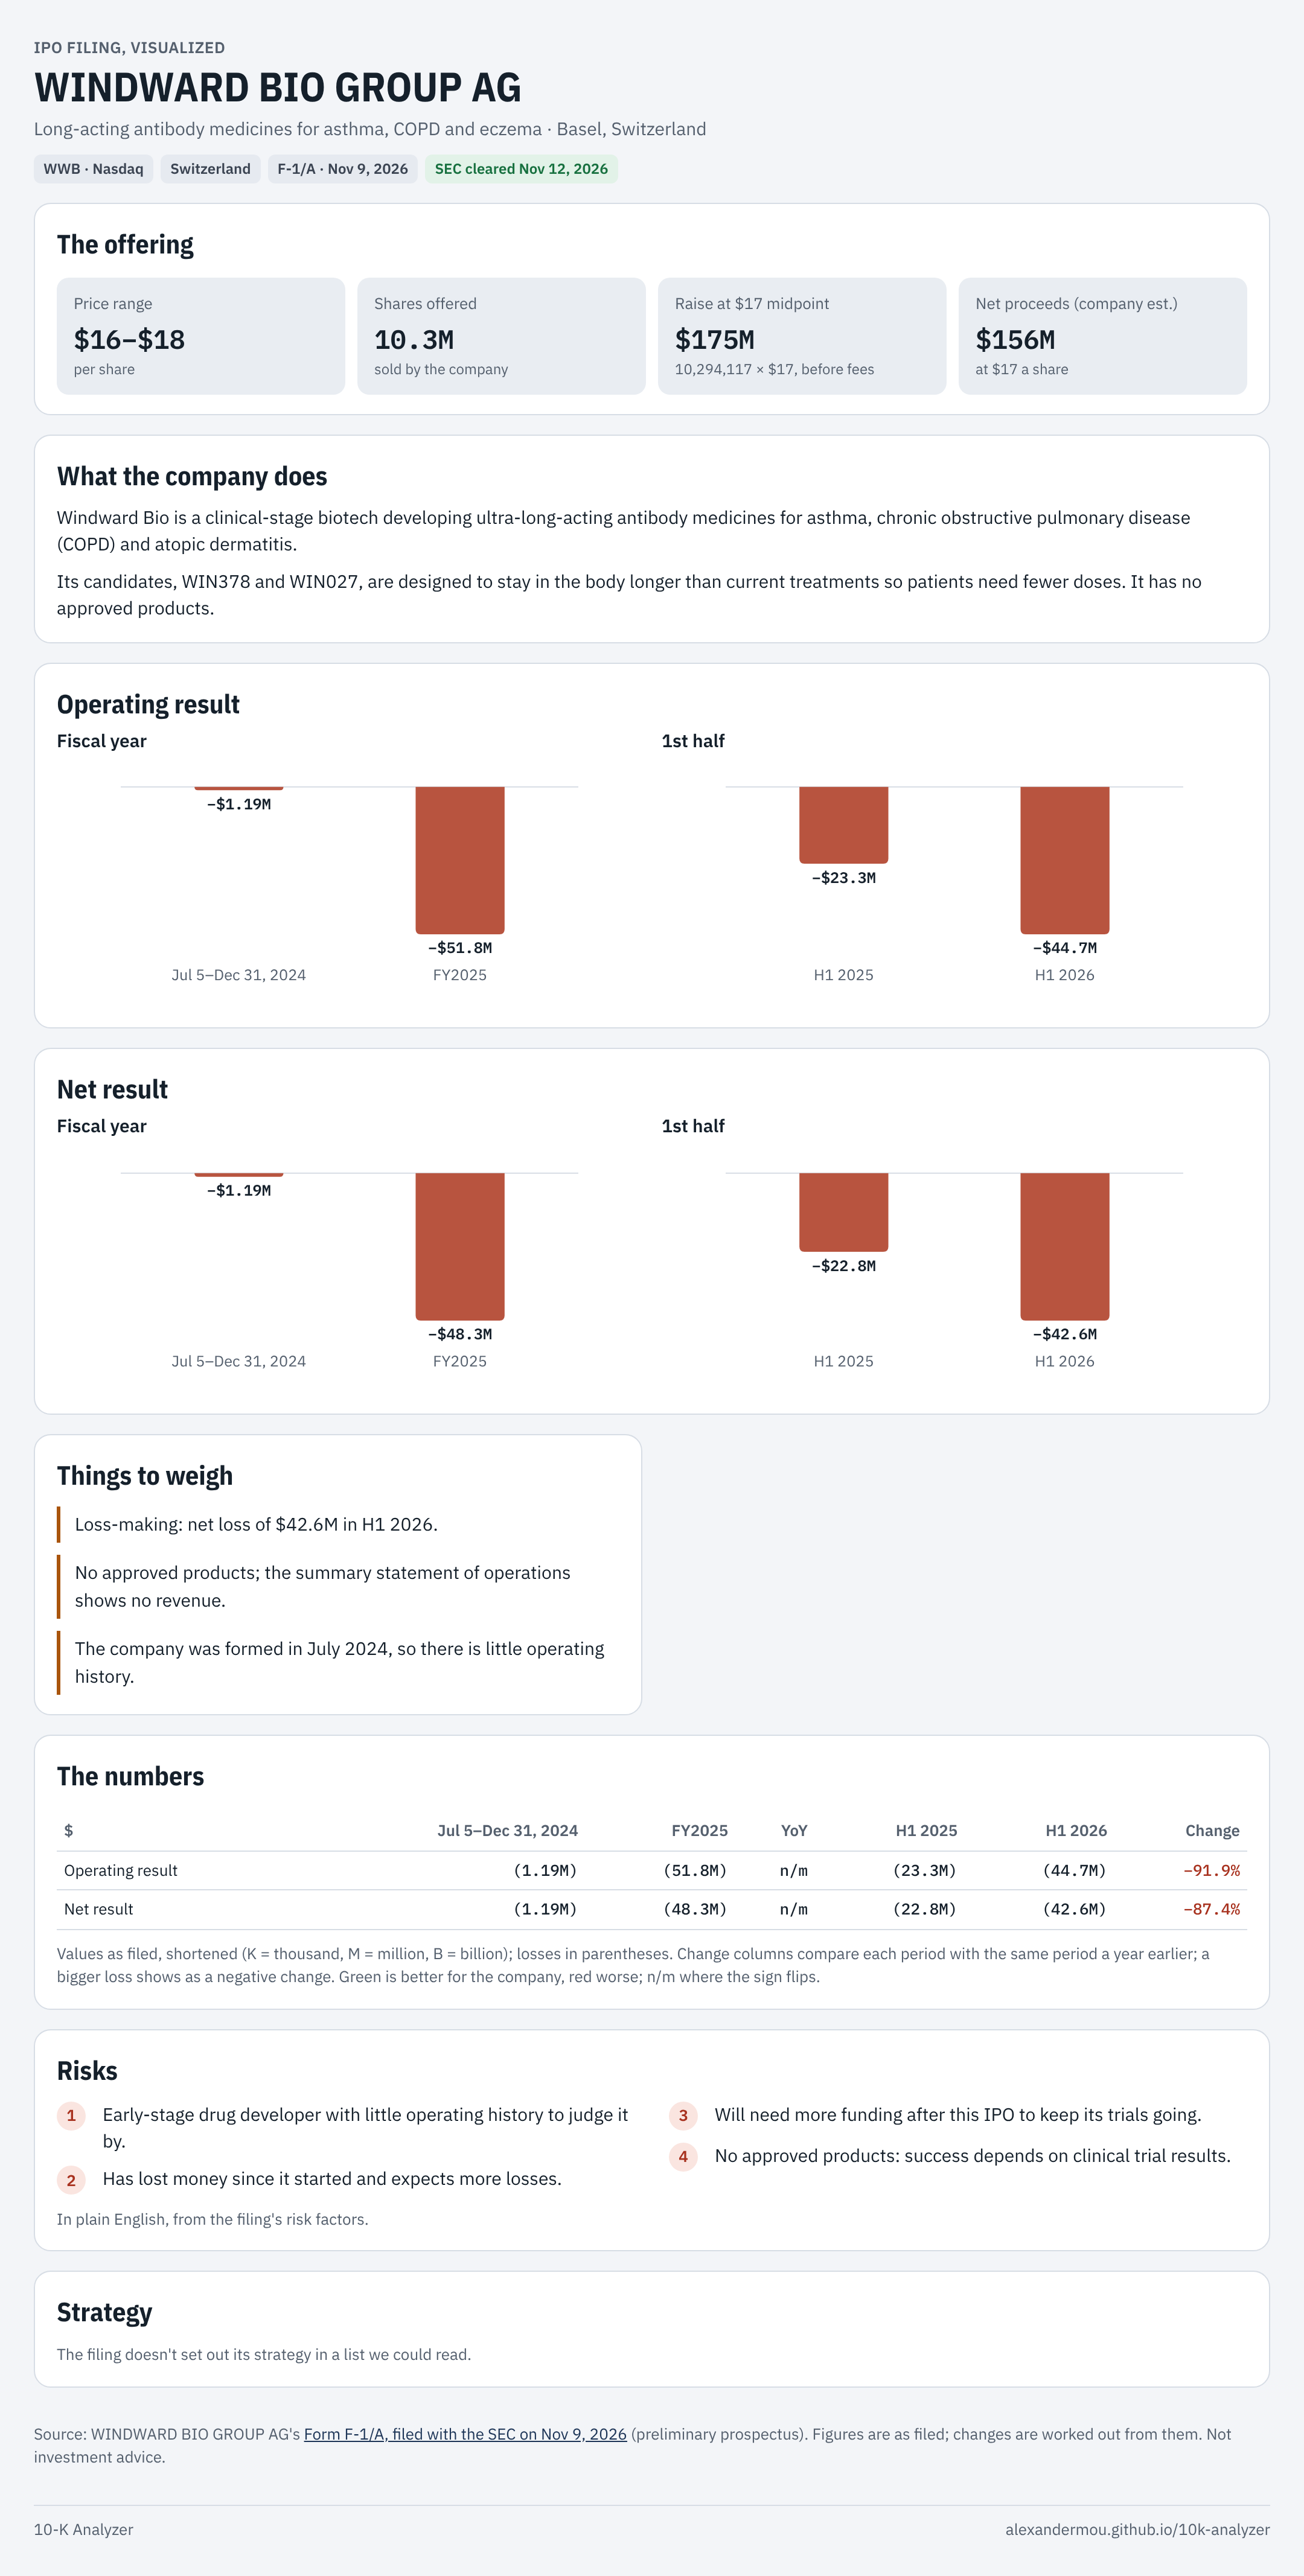 IPO FILING, VISUALIZED
WINDWARD BIO GROUP AG
Long-acting antibody medicines for asthma, COPD and eczema · Basel, Switzerland
WWB · Nasdaq
Switzerland
F-1/A · Nov 9, 2026
SEC cleared Nov 12, 2026
The offering
Price range
$16–$18
per share
Shares offered
10.3M
sold by the company
Raise at $17 midpoint
$175M
10,294,117 × $17, before fees
Net proceeds (company est.)
$156M
at $17 a share
What the company does
Windward Bio is a clinical-stage biotech developing ultra-long-acting antibody medicines for asthma, chronic obstructive pulmonary disease
(COPD) and atopic dermatitis.
Its candidates, WIN378 and WIN027, are designed to stay in the body longer than current treatments so patients need fewer doses. It has no
approved products.
Operating result
Fiscal year
−$1.19M
−$51.8M
Jul 5–Dec 31, 2024
FY2025
1st half
−$23.3M
−$44.7M
H1 2025
H1 2026
Net result
Fiscal year
−$1.19M
−$48.3M
Jul 5–Dec 31, 2024
FY2025
1st half
−$22.8M
−$42.6M
H1 2025
H1 2026
Things to weigh
Loss-making: net loss of $42.6M in H1 2026.
No approved products; the summary statement of operations
shows no revenue.
The company was formed in July 2024, so there is little operating
history.
The numbers
$ Jul 5–Dec 31, 2024 FY2025 YoY H1 2025 H1 2026 Change
Operating result (1.19M) (51.8M) n/m (23.3M) (44.7M) −91.9%
Net result (1.19M) (48.3M) n/m (22.8M) (42.6M) −87.4%
Values as filed, shortened (K = thousand, M = million, B = billion); losses in parentheses. Change columns compare each period with the same period a year earlier; a
bigger loss shows as a negative change. Green is better for the company, red worse; n/m where the sign flips.
Risks
1 Early-stage drug developer with little operating history to judge it
by.
2 Has lost money since it started and expects more losses.
3 Will need more funding after this IPO to keep its trials going.
4 No approved products: success depends on clinical trial results.
In plain English, from the filing's risk factors.
Strategy
The filing doesn't set out its strategy in a list we could read.
Source: WINDWARD BIO GROUP AG's Form F-1/A, filed with the SEC on Nov 9, 2026 (preliminary prospectus). Figures are as filed; changes are worked out from them. Not
investment advice.
10-K Analyzer
alexandermou.github.io/10k-analyzer